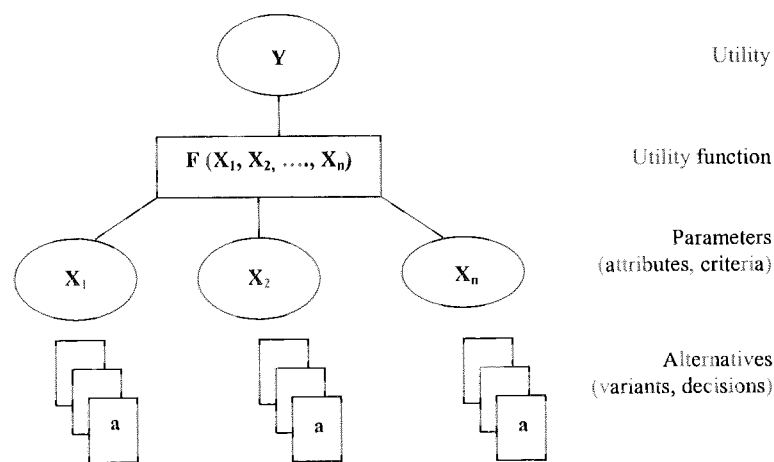 Y
Utility
F (X₁, X₂, …., Xₙ)
Utility function
Parameters
(attributes, criteria)
X₁
X₂
Xₙ
Alternatives
(variants, decisions)
a
a
a